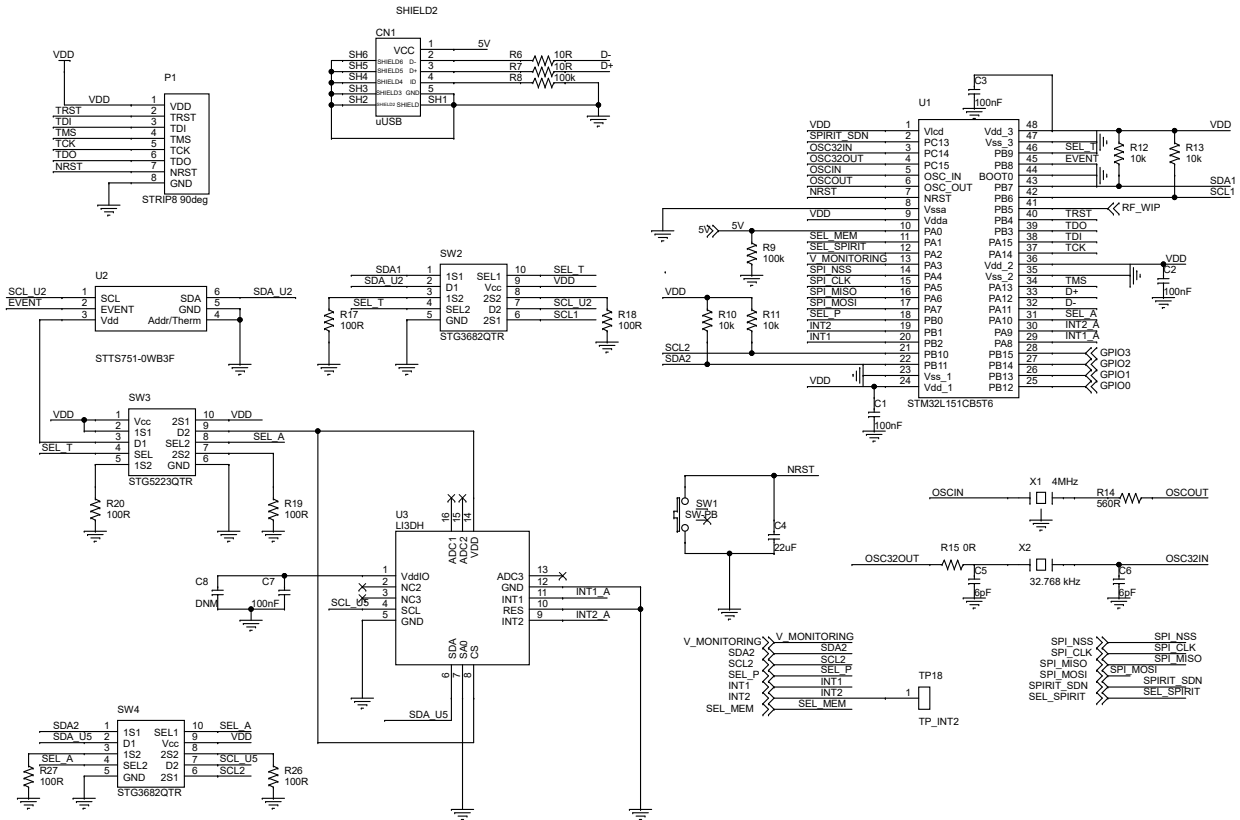 SHIELD2
CN1
VCC 1 5V
SH6 SHIELD6 D- 2 R6 10R D-
SH5 SHIELD5 D+ 3 R7 10R D+
SH4 SHIELD4 ID 4 R8 100k
SH3 SHIELD3 GND 5
SH2 SHIELD2 SHIELD SH1
uUSB
VDD
P1
VDD 1 VDD
TRST 2 TRST
TDI 3 TDI
TMS 4 TMS
TCK 5 TCK
TDO 6 TDO
NRST 7 NRST
8 GND
STRIP8 90deg
C3
100nF
U1
VDD 1 Vlcd Vdd_3 48 VDD
SPIRIT_SDN 2 PC13 Vss_3 47
OSC32IN 3 PC14 PB9 46 SEL_T
OSC32OUT 4 PC15 PB8 45 EVENT
OSCIN 5 OSC_IN BOOT0 44
OSCOUT 6 OSC_OUT PB7 43 SDA1
NRST 7 NRST PB6 42 SCL1
8 Vssa PB5 41 RF_WIP
VDD 9 Vdda PB4 40 TRST
5V 5V 10 PA0 PB3 39 TDO
SEL_MEM 11 PA1 PA15 38 TDI
SEL_SPIRIT 12 PA2 PA14 37 TCK
V_MONITORING 13 PA3 Vdd_2 36 VDD
SPI_NSS 14 PA4 Vss_2 35
SPI_CLK 15 PA5 PA13 34 TMS
SPI_MISO 16 PA6 PA12 33 D+
SPI_MOSI 17 PA7 PA11 32 D-
SEL_P 18 PB0 PA10 31 SEL_A
INT2 19 PB1 PA9 30 INT2_A
INT1 20 PB2 PA8 29 INT1_A
SCL2 21 PB10 PB15 28 GPIO3
SDA2 22 PB11 PB14 27 GPIO2
23 Vss_1 PB13 26 GPIO1
VDD 24 Vdd_1 PB12 25 GPIO0
STM32L151CB5T6
R12
10k
R13
10k
C2
100nF
R9
100k
VDD
R10
10k
R11
10k
C1
100nF
U2
SCL_U2 1 SCL SDA 6 SDA_U2
EVENT 2 EVENT GND 5
3 Vdd Addr/Therm 4
STTS751-0WB3F
SW2
SDA1 1 1S1 SEL1 10 SEL_T
SDA_U2 2 D1 Vcc 9 VDD
3 1S2 2S2 8
SEL_T 4 SEL2 D2 7 SCL_U2
5 GND 2S1 6 SCL1
STG3682QTR
R17
100R
R18
100R
SW3
VDD 1 Vcc 2S1 10 VDD
2 1S1 D2 9
3 D1 SEL2 8 SEL_A
SEL_T 4 SEL 2S2 7
5 1S2 GND 6
STG5223QTR
R20
100R
R19
100R
U3
LI3DH
16 15 14
ADC1 ADC2 VDD
1 VddIO ADC3 13
2 NC2 GND 12
3 NC3 INT1 11 INT1_A
SCL_U5 4 SCL RES 10
5 GND INT2 9 INT2_A
SDA SA0 CS
6 7 8
SDA_U5
C8
DNM
C7
100nF
SW4
SDA2 1 1S1 SEL1 10 SEL_A
SDA_U5 2 D1 Vcc 9 VDD
3 1S2 2S2 8
SEL_A 4 SEL2 D2 7 SCL_U5
5 GND 2S1 6 SCL2
STG3682QTR
R27
100R
R26
100R
NRST
SW1
SW-PB
C4
22uF
X1 4MHz
OSCIN R14 OSCOUT
560R
OSC32OUT R15 0R X2 OSC32IN
C5
6pF
32.768 kHz
C6
6pF
V_MONITORING V_MONITORING
SDA2 SDA2
SCL2 SCL2
SEL_P SEL_P
INT1 INT1
INT2 INT2
SEL_MEM SEL_MEM
TP18
1
TP_INT2
SPI_NSS SPI_NSS
SPI_CLK SPI_CLK
SPI_MISO SPI_MISO
SPI_MOSI SPI_MOSI
SPIRIT_SDN SPIRIT_SDN
SEL_SPIRIT SEL_SPIRIT